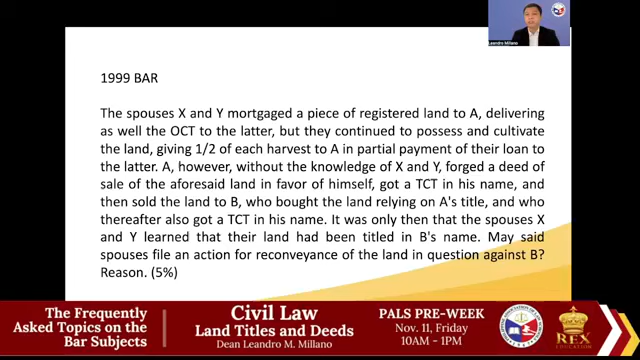 Leandro Millano
1999 BAR
The spouses X and Y mortgaged a piece of registered land to A, delivering
as well the OCT to the latter, but they continued to possess and cultivate
the land, giving 1/2 of each harvest to A in partial payment of their loan to
the latter. A, however, without the knowledge of X and Y, forged a deed of
sale of the aforesaid land in favor of himself, got a TCT in his name, and
then sold the land to B, who bought the land relying on A's title, and who
thereafter also got a TCT in his name. It was only then that the spouses X
and Y learned that their land had been titled in B's name. May said
spouses file an action for reconveyance of the land in question against B?
Reason. (5%)
The Frequently
Asked Topics on the
Bar Subjects
Civil Law
Land Titles and Deeds
Dean Leandro M. Millano
PALS PRE-WEEK
Nov. 11, Friday
10AM - 1PM
REX
EDUCATION